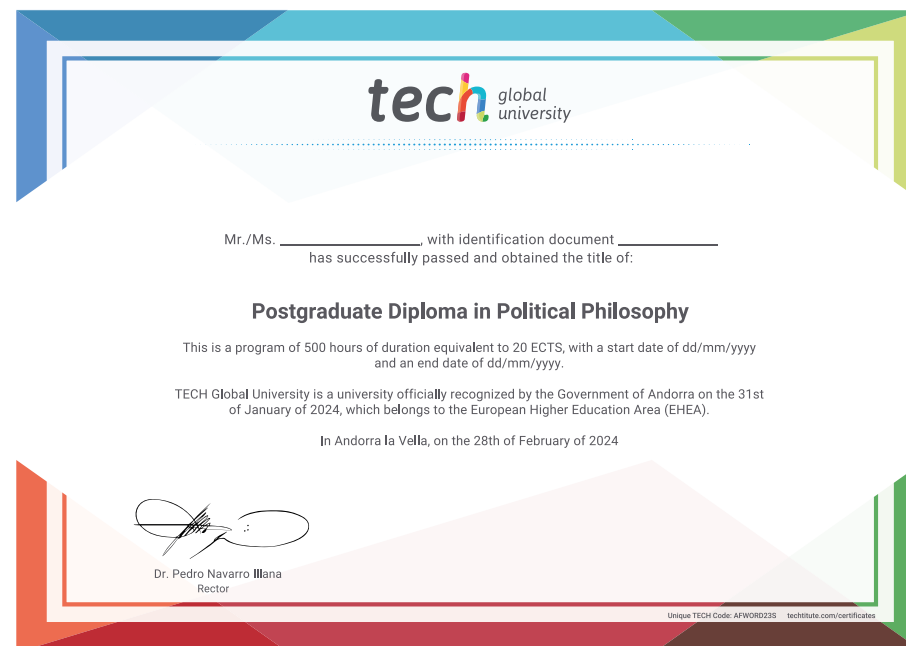 tech global university
Mr./Ms. ________________, with identification document ___________
has successfully passed and obtained the title of:
Postgraduate Diploma in Political Philosophy
This is a program of 500 hours of duration equivalent to 20 ECTS, with a start date of dd/mm/yyyy
and an end date of dd/mm/yyyy.
TECH Global University is a university officially recognized by the Government of Andorra on the 31st
of January of 2024, which belongs to the European Higher Education Area (EHEA).
In Andorra la Vella, on the 28th of February of 2024
Dr. Pedro Navarro Illana
Rector
Unique TECH Code: AFWORD23S techtitute.com/certificates